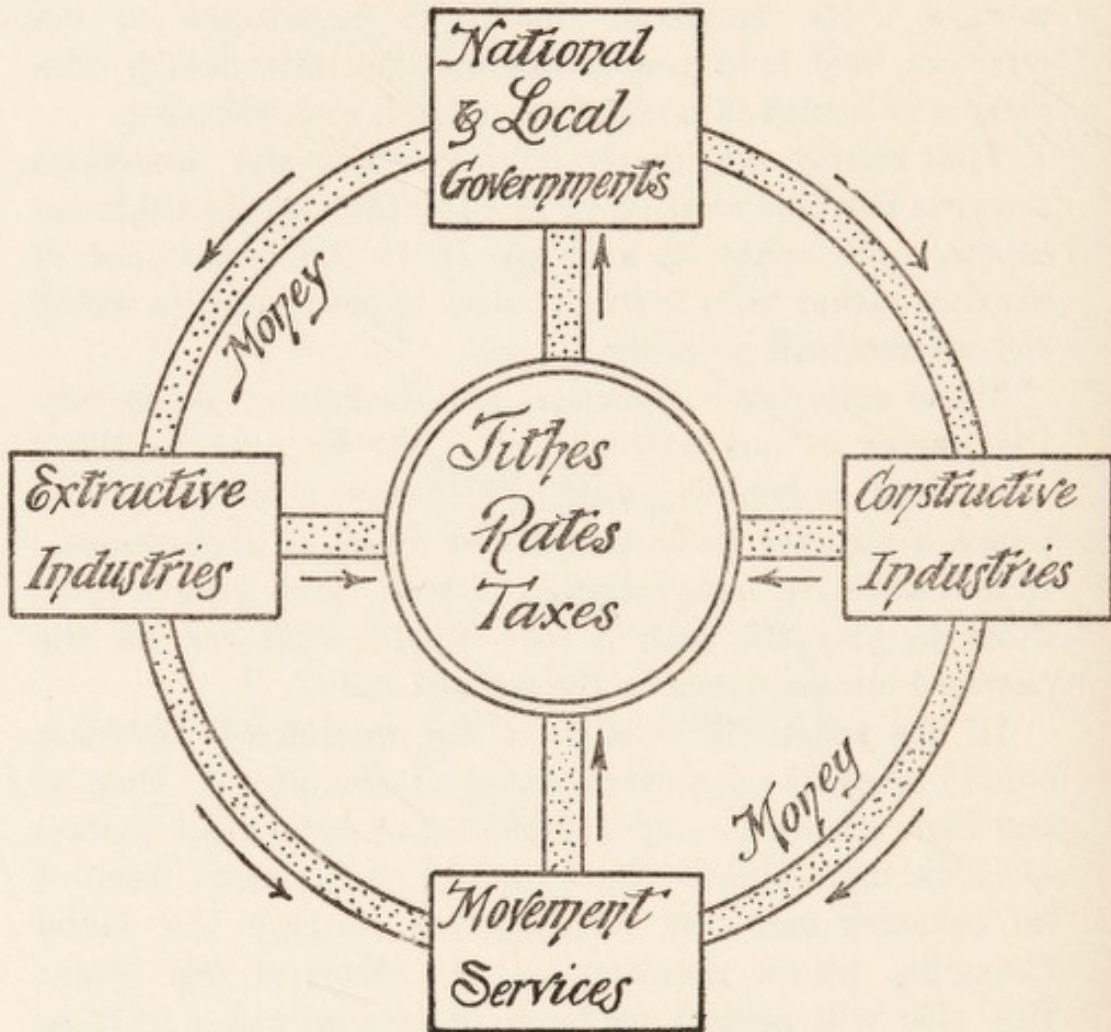 National
& Local
Governments
Money
Extractive
Industries
Tithes
Rates
Taxes
Constructive
Industries
Money
Movement
Services